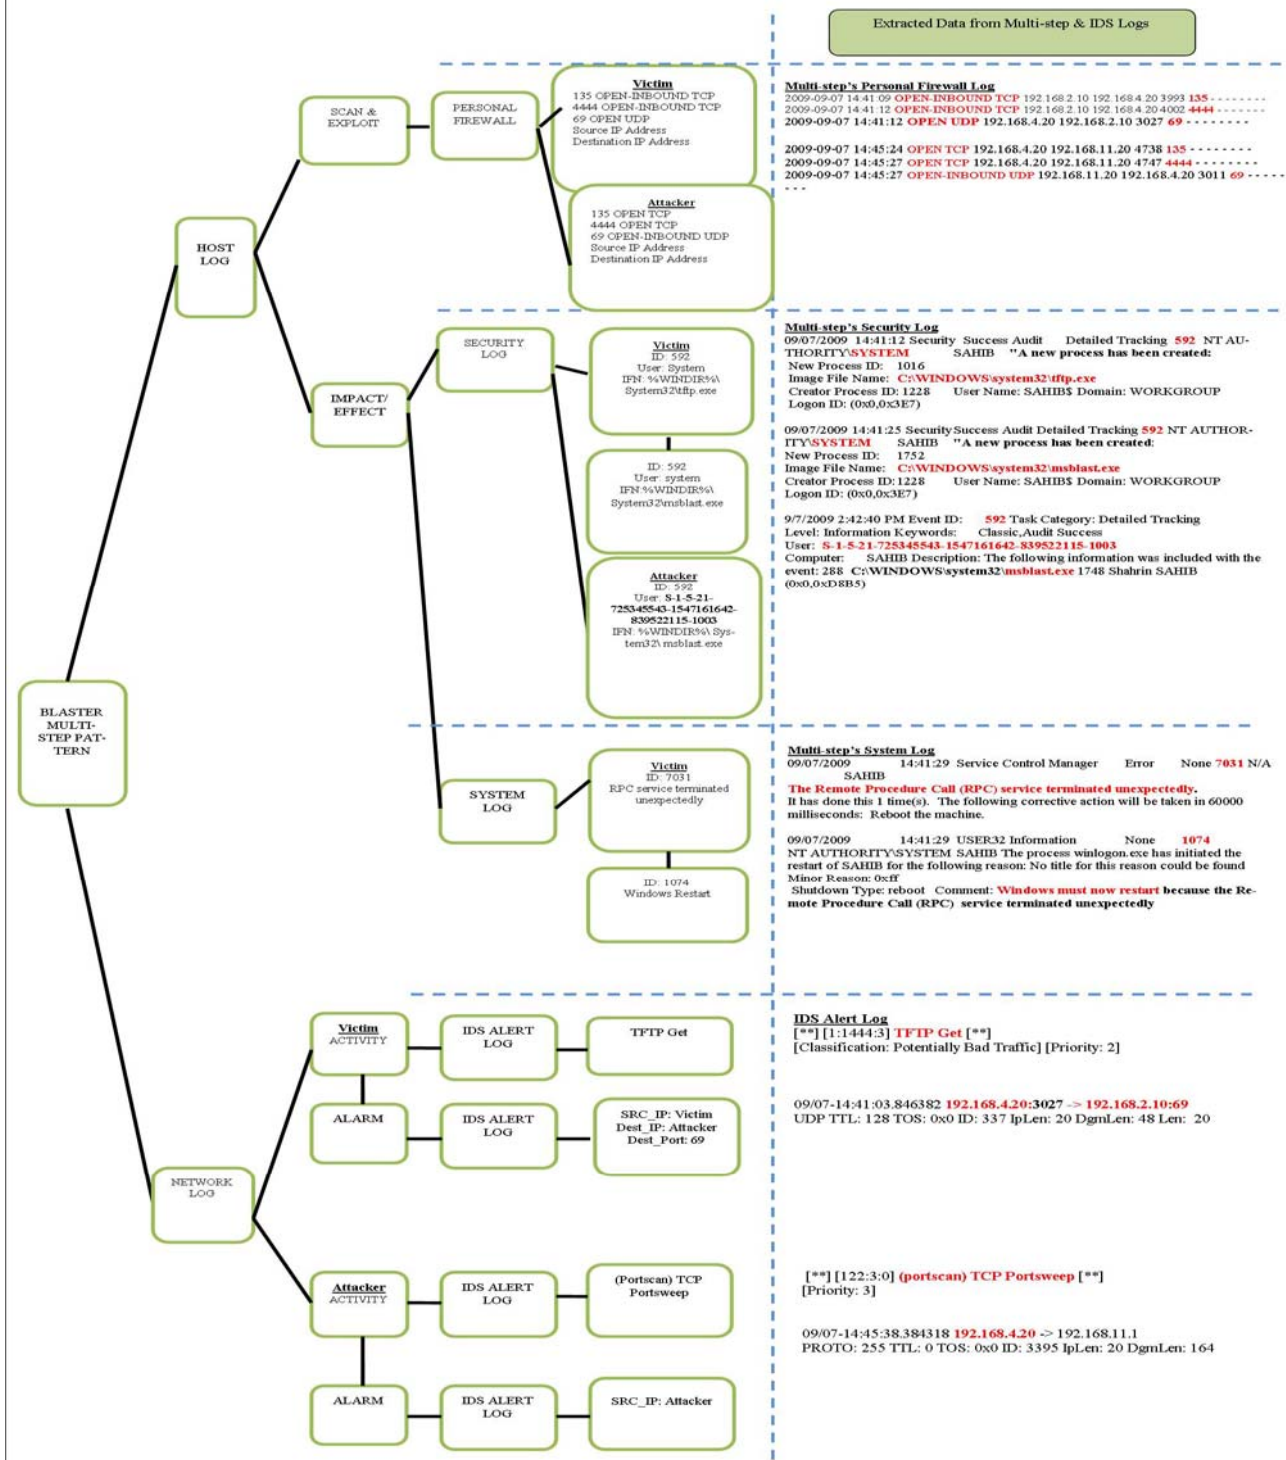 Extracted Data from Multi-step & IDS Logs
BLASTER
MULTI-
STEP PAT-
TERN
HOST
LOG
SCAN &
EXPLOIT
PERSONAL
FIREWALL
Victim
135 OPEN-INBOUND TCP
4444 OPEN-INBOUND TCP
69 OPEN UDP
Source IP Address
Destination IP Address
Attacker
135 OPEN TCP
4444 OPEN TCP
69 OPEN-INBOUND UDP
Source IP Address
Destination IP Address
Multi-step's Personal Firewall Log
2009-09-07 14:41:09 OPEN-INBOUND TCP 192.168.2.10 192.168.4.20 3993 135 - - - - - - - -
2009-09-07 14:41:12 OPEN-INBOUND TCP 192.168.2.10 192.168.4.20 4002 4444 - - - - - - - -
2009-09-07 14:41:12 OPEN UDP 192.168.4.20 192.168.2.10 3027 69 - - - - - - - -
2009-09-07 14:45:24 OPEN TCP 192.168.4.20 192.168.11.20 4738 135 - - - - - - - -
2009-09-07 14:45:27 OPEN TCP 192.168.4.20 192.168.11.20 4747 4444 - - - - - - - -
2009-09-07 14:45:27 OPEN-INBOUND UDP 192.168.11.20 192.168.4.20 3011 69 - - - - -
- - -
IMPACT/
EFFECT
SECURITY
LOG
Victim
ID: 592
User: System
IFN: %WINDIR%\
System32\tftp.exe
ID: 592
User: system
IFN:%WINDIR%\
System32\msblast.exe
Attacker
ID: 592
User: S-1-5-21-
725345543-1547161642-
839522115-1003
IFN: %WINDIR%\ Sys-
tem32\ msblast.exe
Multi-step's Security Log
09/07/2009 14:41:12 Security Success Audit Detailed Tracking 592 NT AU-
THORITY\SYSTEM SAHIB "A new process has been created:
New Process ID: 1016
Image File Name: C:\WINDOWS\system32\tftp.exe
Creator Process ID: 1228 User Name: SAHIB$ Domain: WORKGROUP
Logon ID: (0x0,0x3E7)
09/07/2009 14:41:25 Security Success Audit Detailed Tracking 592 NT AUTHOR-
ITY\SYSTEM SAHIB "A new process has been created:
New Process ID: 1752
Image File Name: C:\WINDOWS\system32\msblast.exe
Creator Process ID: 1228 User Name: SAHIB$ Domain: WORKGROUP
Logon ID: (0x0,0x3E7)
9/7/2009 2:42:40 PM Event ID: 592 Task Category: Detailed Tracking
Level: Information Keywords: Classic,Audit Success
User: S-1-5-21-725345543-1547161642-839522115-1003
Computer: SAHIB Description: The following information was included with the
event: 288 C:\WINDOWS\system32\msblast.exe 1748 Shahrin SAHIB
(0x0,0xD8B5)
SYSTEM
LOG
Victim
ID: 7031
RPC service terminated
unexpectedly
ID: 1074
Windows Restart
Multi-step's System Log
09/07/2009 14:41:29 Service Control Manager Error None 7031 N/A
SAHIB
The Remote Procedure Call (RPC) service terminated unexpectedly.
It has done this 1 time(s). The following corrective action will be taken in 60000
milliseconds: Reboot the machine.
09/07/2009 14:41:29 USER32 Information None 1074
NT AUTHORITY\SYSTEM SAHIB The process winlogon.exe has initiated the
restart of SAHIB for the following reason: No title for this reason could be found
Minor Reason: 0xff
Shutdown Type: reboot Comment: Windows must now restart because the Re-
mote Procedure Call (RPC) service terminated unexpectedly
NETWORK
LOG
Victim
ACTIVITY
IDS ALERT
LOG
TFTP Get
ALARM
IDS ALERT
LOG
SRC_IP: Victim
Dest_IP: Attacker
Dest_Port: 69
IDS Alert Log
[**] [1:1444:3] TFTP Get [**]
[Classification: Potentially Bad Traffic] [Priority: 2]
09/07-14:41:03.846382 192.168.4.20:3027 -> 192.168.2.10:69
UDP TTL: 128 TOS: 0x0 ID: 337 IpLen: 20 DgmLen: 48 Len: 20
Attacker
ACTIVITY
IDS ALERT
LOG
(Portscan) TCP
Portsweep
ALARM
IDS ALERT
LOG
SRC_IP: Attacker
[**] [122:3:0] (portscan) TCP Portsweep [**]
[Priority: 3]
09/07-14:45:38.384318 192.168.4.20 -> 192.168.11.1
PROTO: 255 TTL: 0 TOS: 0x0 ID: 3395 IpLen: 20 DgmLen: 164